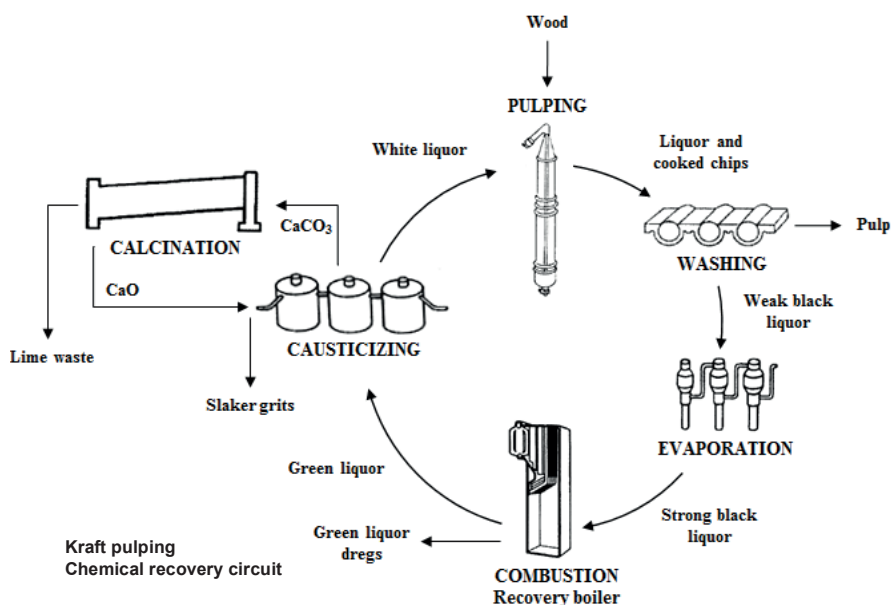 Wood
PULPING
White liquor
Liquor and
cooked chips
CaCO3
CALCINATION
Pulp
WASHING
CaO
Weak black
liquor
CAUSTICIZING
Lime waste
Slaker grits
EVAPORATION
Green liquor
Strong black
liquor
Green liquor
dregs
Kraft pulping
Chemical recovery circuit
COMBUSTION
Recovery boiler